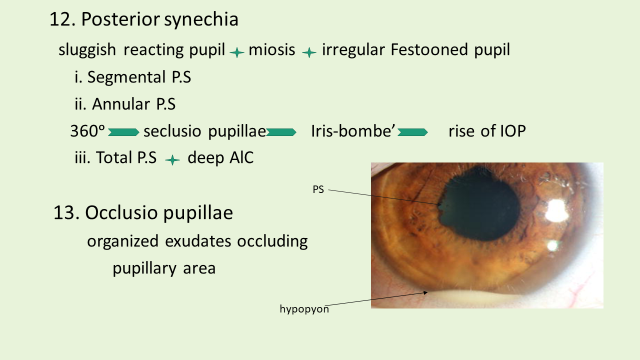 12. Posterior synechia
sluggish reacting pupil + miosis + irregular Festooned pupil
i. Segmental P.S
ii. Annular P.S
360º seclusio pupillae Iris-bombe’ rise of IOP
iii. Total P.S + deep AlC
PS
13. Occlusio pupillae
organized exudates occluding
pupillary area
hypopyon